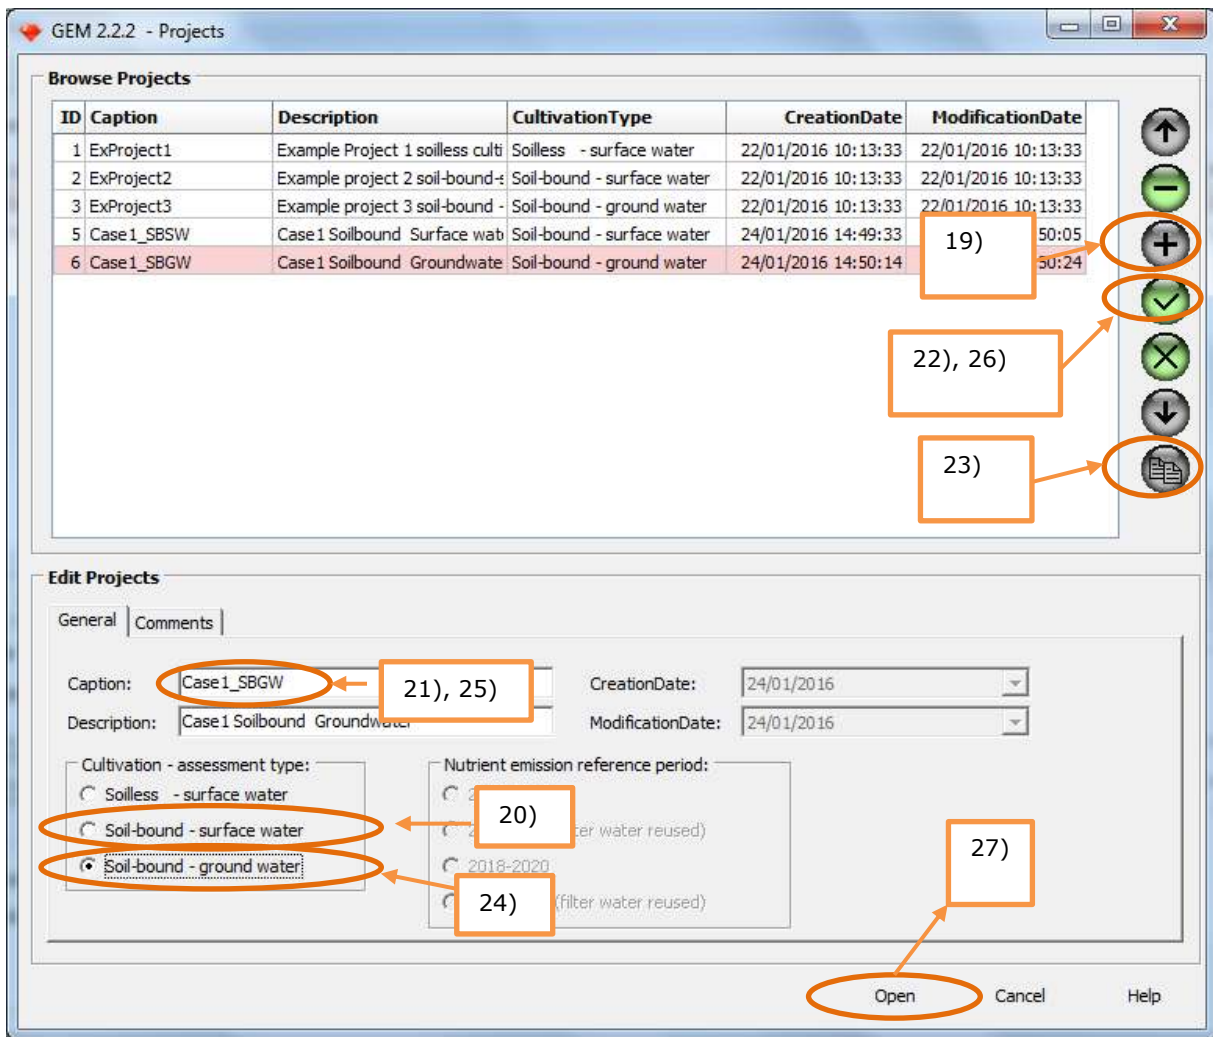 GEM 2.2.2 - Projects
Browse Projects
ID Caption Description CultivationType CreationDate ModificationDate
1 ExProject1 Example Project 1 soilless culti Soilless - surface water 22/01/2016 10:13:33 22/01/2016 10:13:33
2 ExProject2 Example project 2 soil-bound-s Soil-bound - surface water 22/01/2016 10:13:33 22/01/2016 10:13:33
3 ExProject3 Example project 3 soil-bound - Soil-bound - ground water 22/01/2016 10:13:33 22/01/2016 10:13:33
5 Case1_SBSW Case1 Soilbound Surface wat Soil-bound - surface water 24/01/2016 14:49:33 50:05
6 Case1_SBGW Case1 Soilbound Groundwate Soil-bound - ground water 24/01/2016 14:50:14 50:24
19)
22), 26)
23)
Edit Projects
General Comments
Caption: Case1_SBGW 21), 25) CreationDate: 24/01/2016
Description: Case1 Soilbound Groundwater ModificationDate: 24/01/2016
Cultivation - assessment type: Nutrient emission reference period:
Soilless - surface water
Soil-bound - surface water 20) water reused)
Soil-bound - ground water 2018-2020
24) (filter water reused)
27)
Open Cancel Help